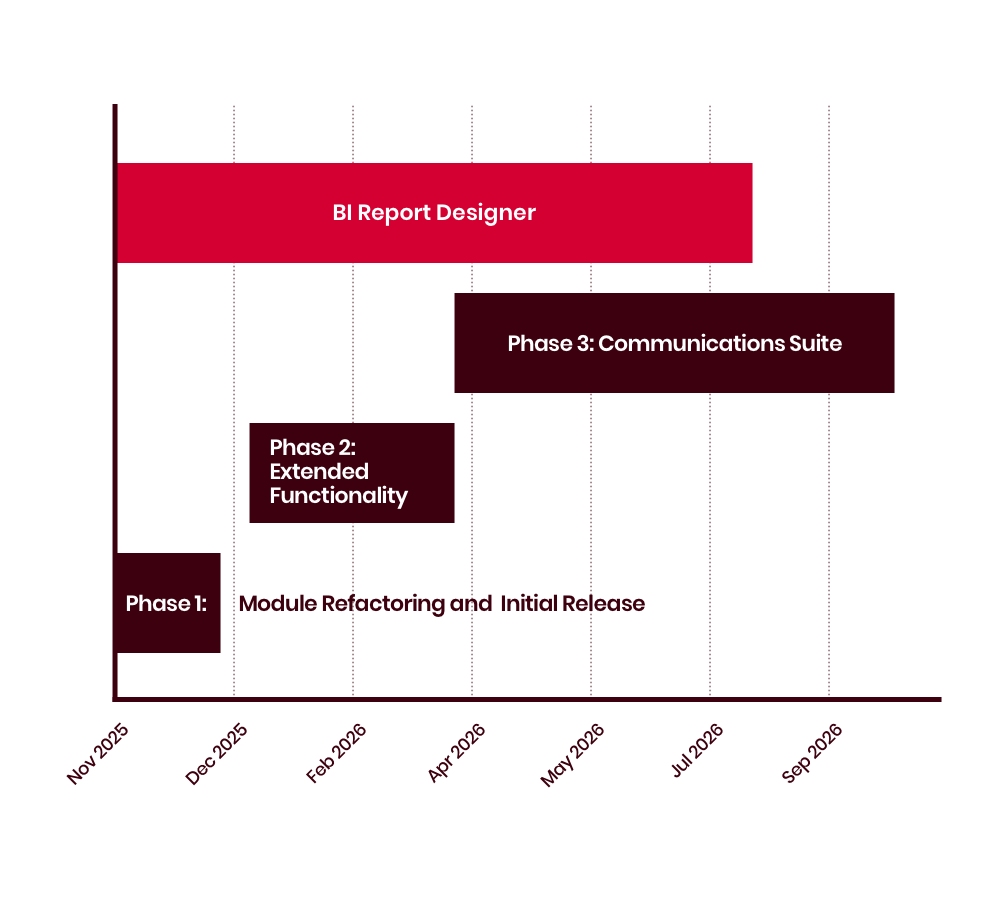 BI Report Designer
Phase 3: Communications Suite
Phase 2:
Extended
Functionality
Phase 1: Module Refactoring and Initial Release
Nov 2025
Dec 2025
Feb 2026
Apr 2026
May 2026
Jul 2026
Sep 2026